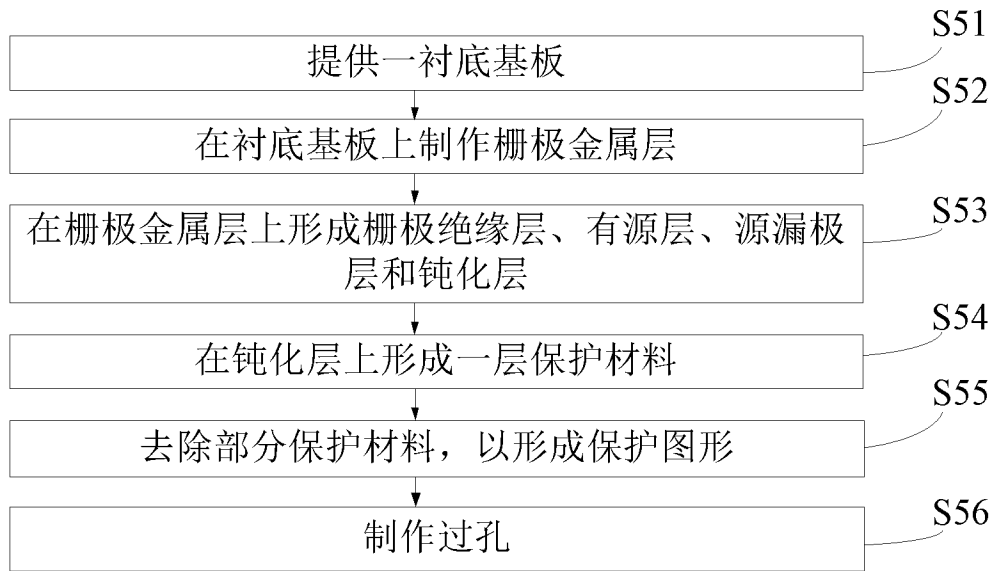 S51
提供一衬底基板
S52
在衬底基板上制作栅极金属层
S53
在栅极金属层上形成栅极绝缘层、有源层、源漏极
层和钝化层
S54
在钝化层上形成一层保护材料
S55
去除部分保护材料，以形成保护图形
S56
制作过孔